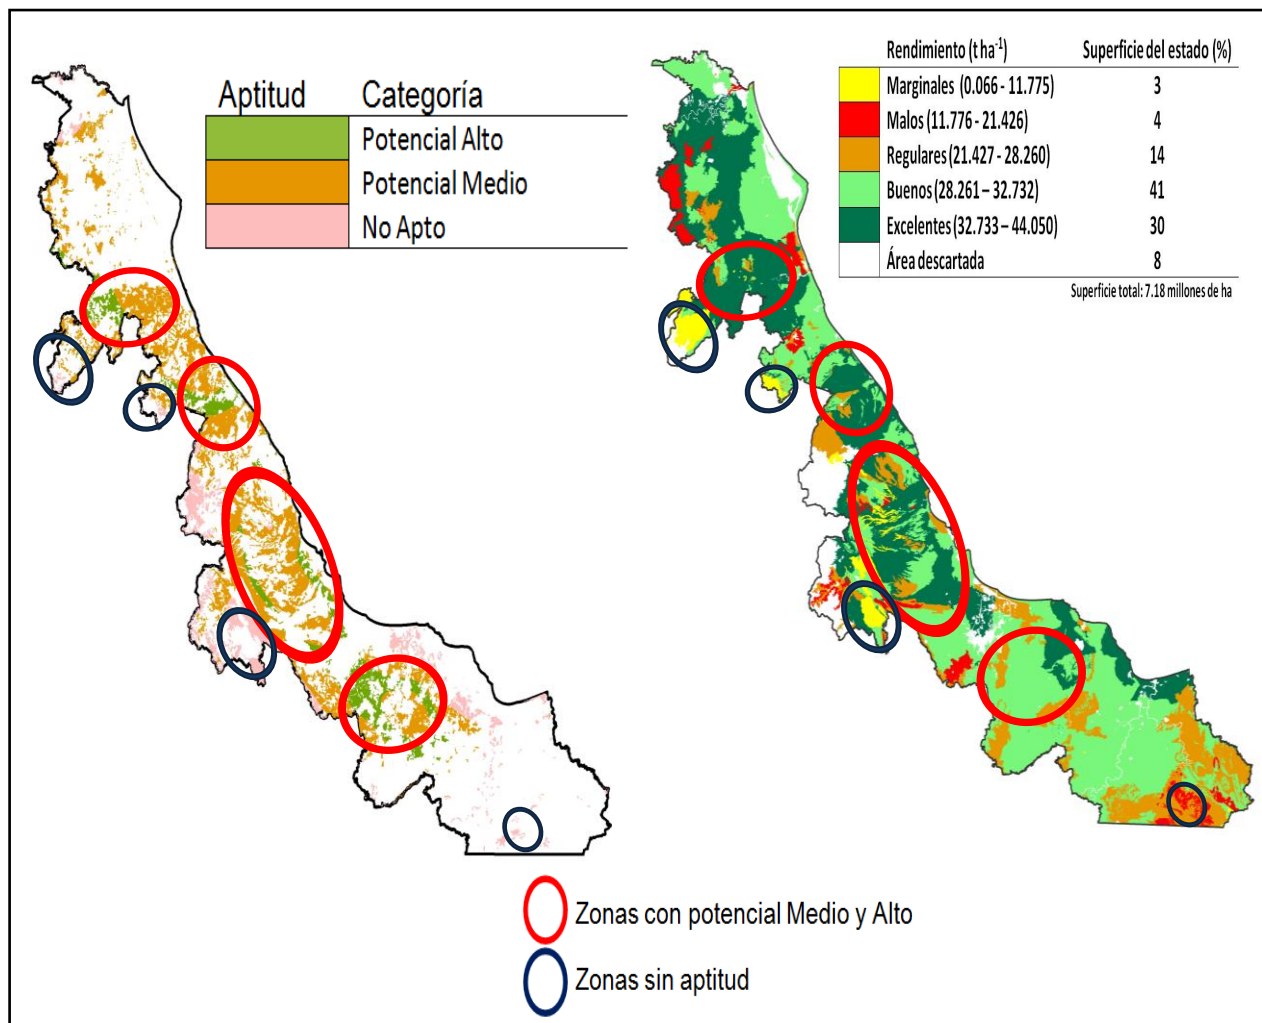 Aptitud Categoría
Potencial Alto
Potencial Medio
No Apto
Rendimiento (t ha⁻¹) Superficie del estado (%)
Marginales (0.066 - 11.775) 3
Malos (11.776 - 21.426) 4
Regulares (21.427 - 28.260) 14
Buenos (28.261 – 32.732) 41
Excelentes (32.733 – 44.050) 30
Área descartada 8
Superficie total: 7.18 millones de ha
Zonas con potencial Medio y Alto
Zonas sin aptitud